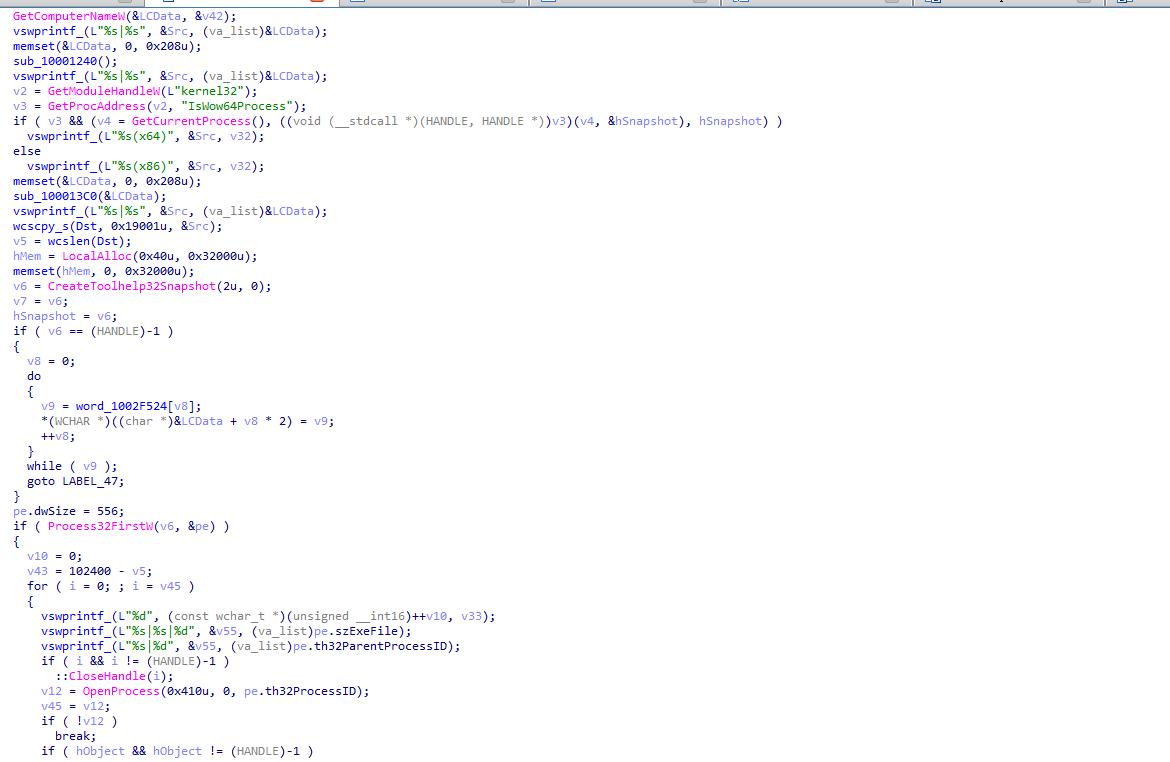 GetComputerNameW(&LCData, &v42);
vswprintf_(L"%s|%s", &Src, (va_list)&LCData);
memset(&LCData, 0, 0x208u);
sub_10001240();
vswprintf_(L"%s|%s", &Src, (va_list)&LCData);
v2 = GetModuleHandleW(L"kernel32");
v3 = GetProcAddress(v2, "IsWow64Process");
if ( v3 && (v4 = GetCurrentProcess(), ((void (__stdcall *)(HANDLE, HANDLE *))v3)(v4, &hSnapshot), hSnapshot) )
vswprintf_(L"%s(x64)", &Src, v32);
else
vswprintf_(L"%s(x86)", &Src, v32);
memset(&LCData, 0, 0x208u);
sub_100013C0(&LCData);
vswprintf_(L"%s|%s", &Src, (va_list)&LCData);
wcscpy_s(Dst, 0x19001u, &Src);
v5 = wcslen(Dst);
hMem = LocalAlloc(0x40u, 0x32000u);
memset(hMem, 0, 0x32000u);
v6 = CreateToolhelp32Snapshot(2u, 0);
v7 = v6;
hSnapshot = v6;
if ( v6 == (HANDLE)-1 )
{
v8 = 0;
do
{
v9 = word_1002F524[v8];
*(WCHAR *)((char *)&LCData + v8 * 2) = v9;
++v8;
}
while ( v9 );
goto LABEL_47;
}
pe.dwSize = 556;
if ( Process32FirstW(v6, &pe) )
{
v10 = 0;
v43 = 102400 - v5;
for ( i = 0; ; i = v45 )
{
vswprintf_(L"%d", (const wchar_t *)(unsigned __int16)++v10, v33);
vswprintf_(L"%s|%s|%d", &v55, (va_list)pe.szExeFile);
vswprintf_(L"%s|%d", &v55, (va_list)pe.th32ParentProcessID);
if ( i && i != (HANDLE)-1 )
::CloseHandle(i);
v12 = OpenProcess(0x410u, 0, pe.th32ProcessID);
v45 = v12;
if ( !v12 )
break;
if ( hObject && hObject != (HANDLE)-1 )